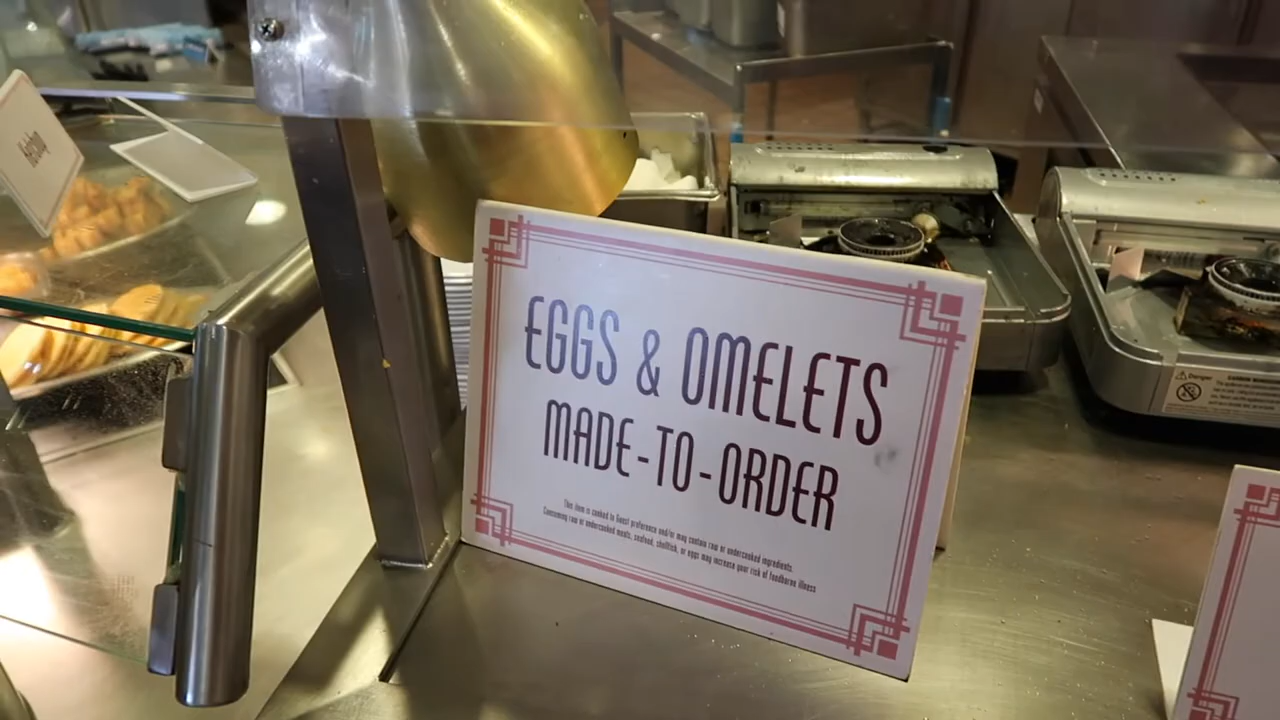 EGGS & OMELETS
MADE-TO-ORDER
This item is cooked to Guest preference and/or may contain raw or undercooked ingredients.
Consuming raw or undercooked meats, seafood, shellfish, or eggs may increase your risk of foodborne illness
Danger